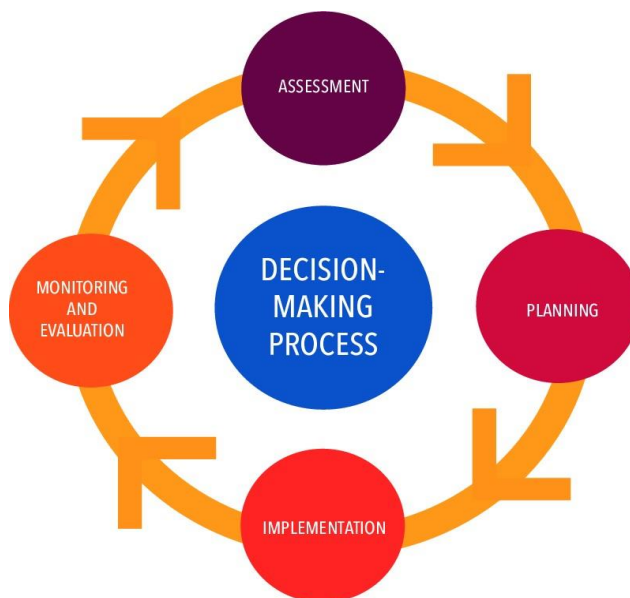 ASSESSMENT
PLANNING
IMPLEMENTATION
MONITORING
AND
EVALUATION
DECISION-
MAKING
PROCESS